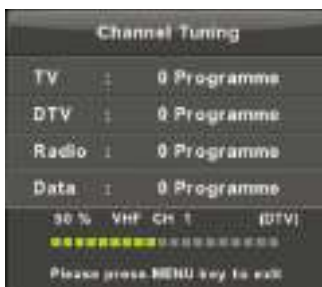 Channel Tuning
TV : 0 Programme
DTV : 0 Programme
Radio : 0 Programme
Data : 0 Programme
50 % VHF CH 1 (DTV)
Please press MENU key to exit